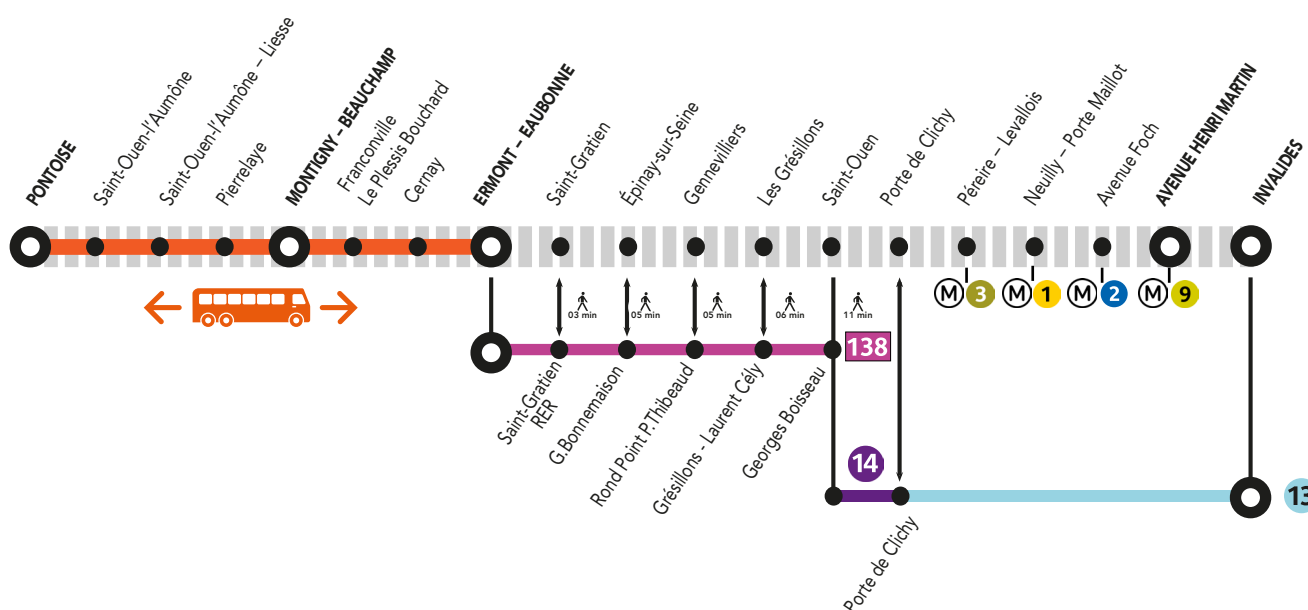 PONTOISE
Saint-Ouen-l'Aumône
Saint-Ouen-l'Aumône – Liesse
Pierrelaye
MONTIGNY – BEAUCHAMP
Franconville
Le Plessis Bouchard
Cernay
ERMONT – EAUBONNE
Saint-Gratien
Épinay-sur-Seine
Gennevilliers
Les Grésillons
Saint-Ouen
Porte de Clichy
Péreire – Levallois
Neuilly – Porte Maillot
Avenue Foch
AVENUE HENRI MARTIN
INVALIDES
M 3
M 1
M 2
M 9
03 min
05 min
05 min
06 min
11 min
138
Saint-Gratien
RER
G.Bonnemaison
Rond Point P.Thibeaud
Grésillons - Laurent Cély
Georges Boisseau
14
13
Porte de Clichy